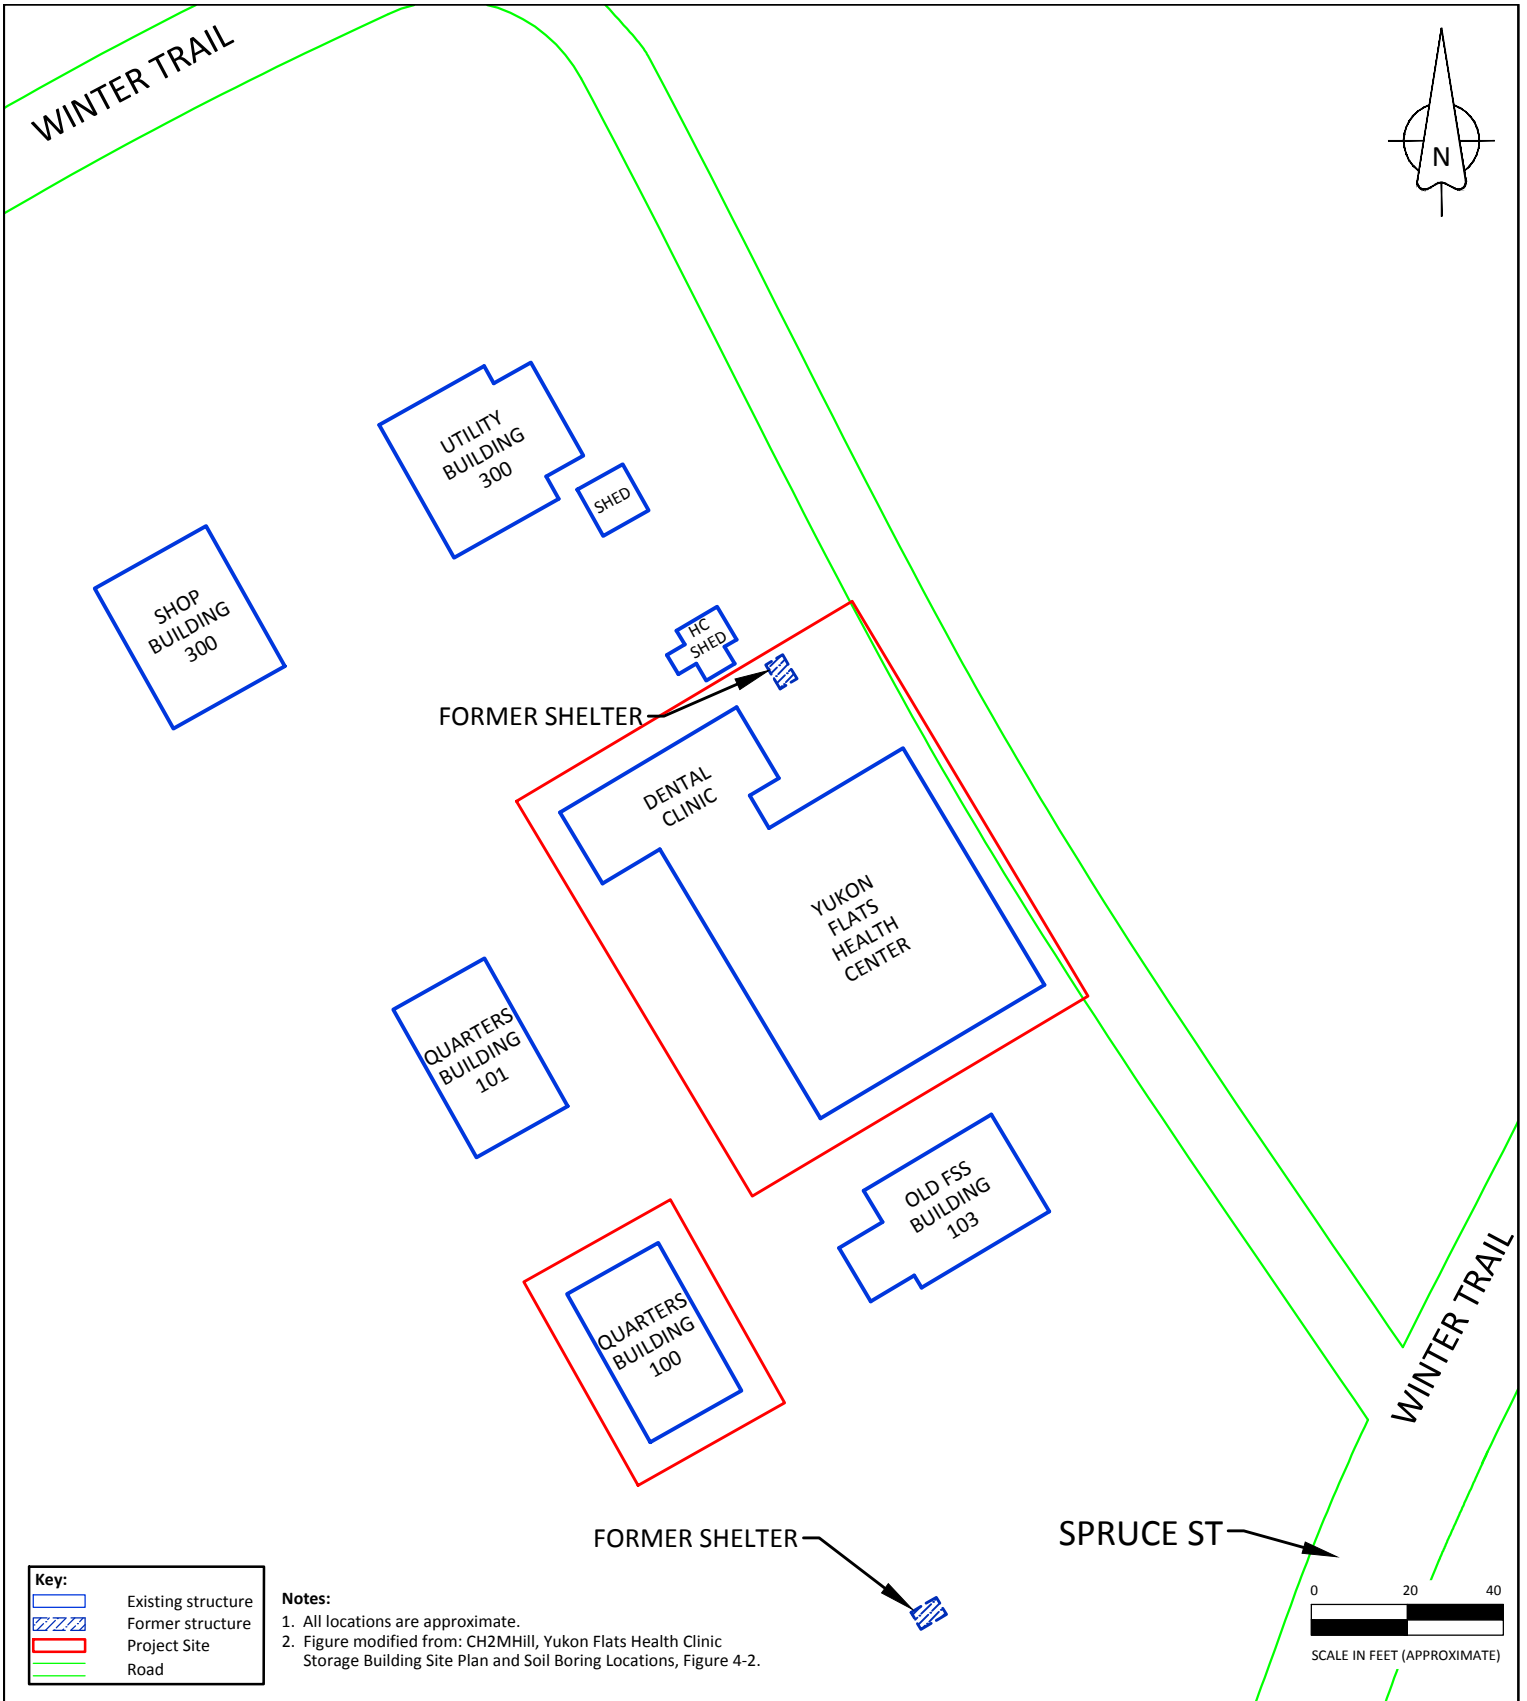 WINTER TRAIL
N
UTILITY
BUILDING
300
SHED
SHOP
BUILDING
300
HC
SHED
FORMER SHELTER
DENTAL
CLINIC
YUKON
FLATS
HEALTH
CENTER
QUARTERS
BUILDING
101
OLD FSS
BUILDING
103
QUARTERS
BUILDING
100
WINTER TRAIL
FORMER SHELTER
SPRUCE ST
Key:
Existing structure
Former structure
Project Site
Road
Notes:
1. All locations are approximate.
2. Figure modified from: CH2MHill, Yukon Flats Health Clinic
Storage Building Site Plan and Soil Boring Locations, Figure 4-2.
0 20 40
SCALE IN FEET (APPROXIMATE)